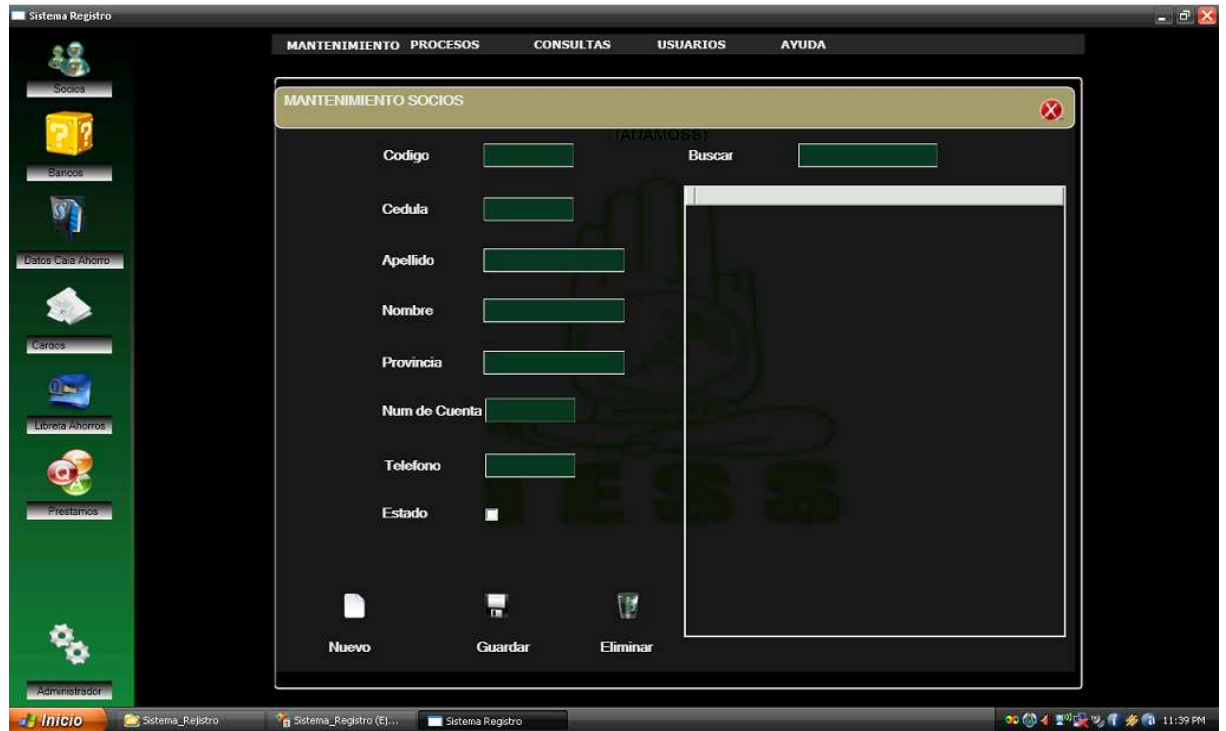 Sistema Registro
MANTENIMIENTO PROCESOS CONSULTAS USUARIOS AYUDA
Socios
Bancos
Datos Caja Ahorro
Cargos
Libreta Ahorros
Prestamos
Administrador
MANTENIMIENTO SOCIOS
Codigo
Buscar
Cedula
Apellido
Nombre
Provincia
Num de Cuenta
Telefono
Estado
IESS
Nuevo Guardar Eliminar
Inicio Sistema_Rejistro Sistema_Registro (Ej... Sistema Registro 11:39 PM